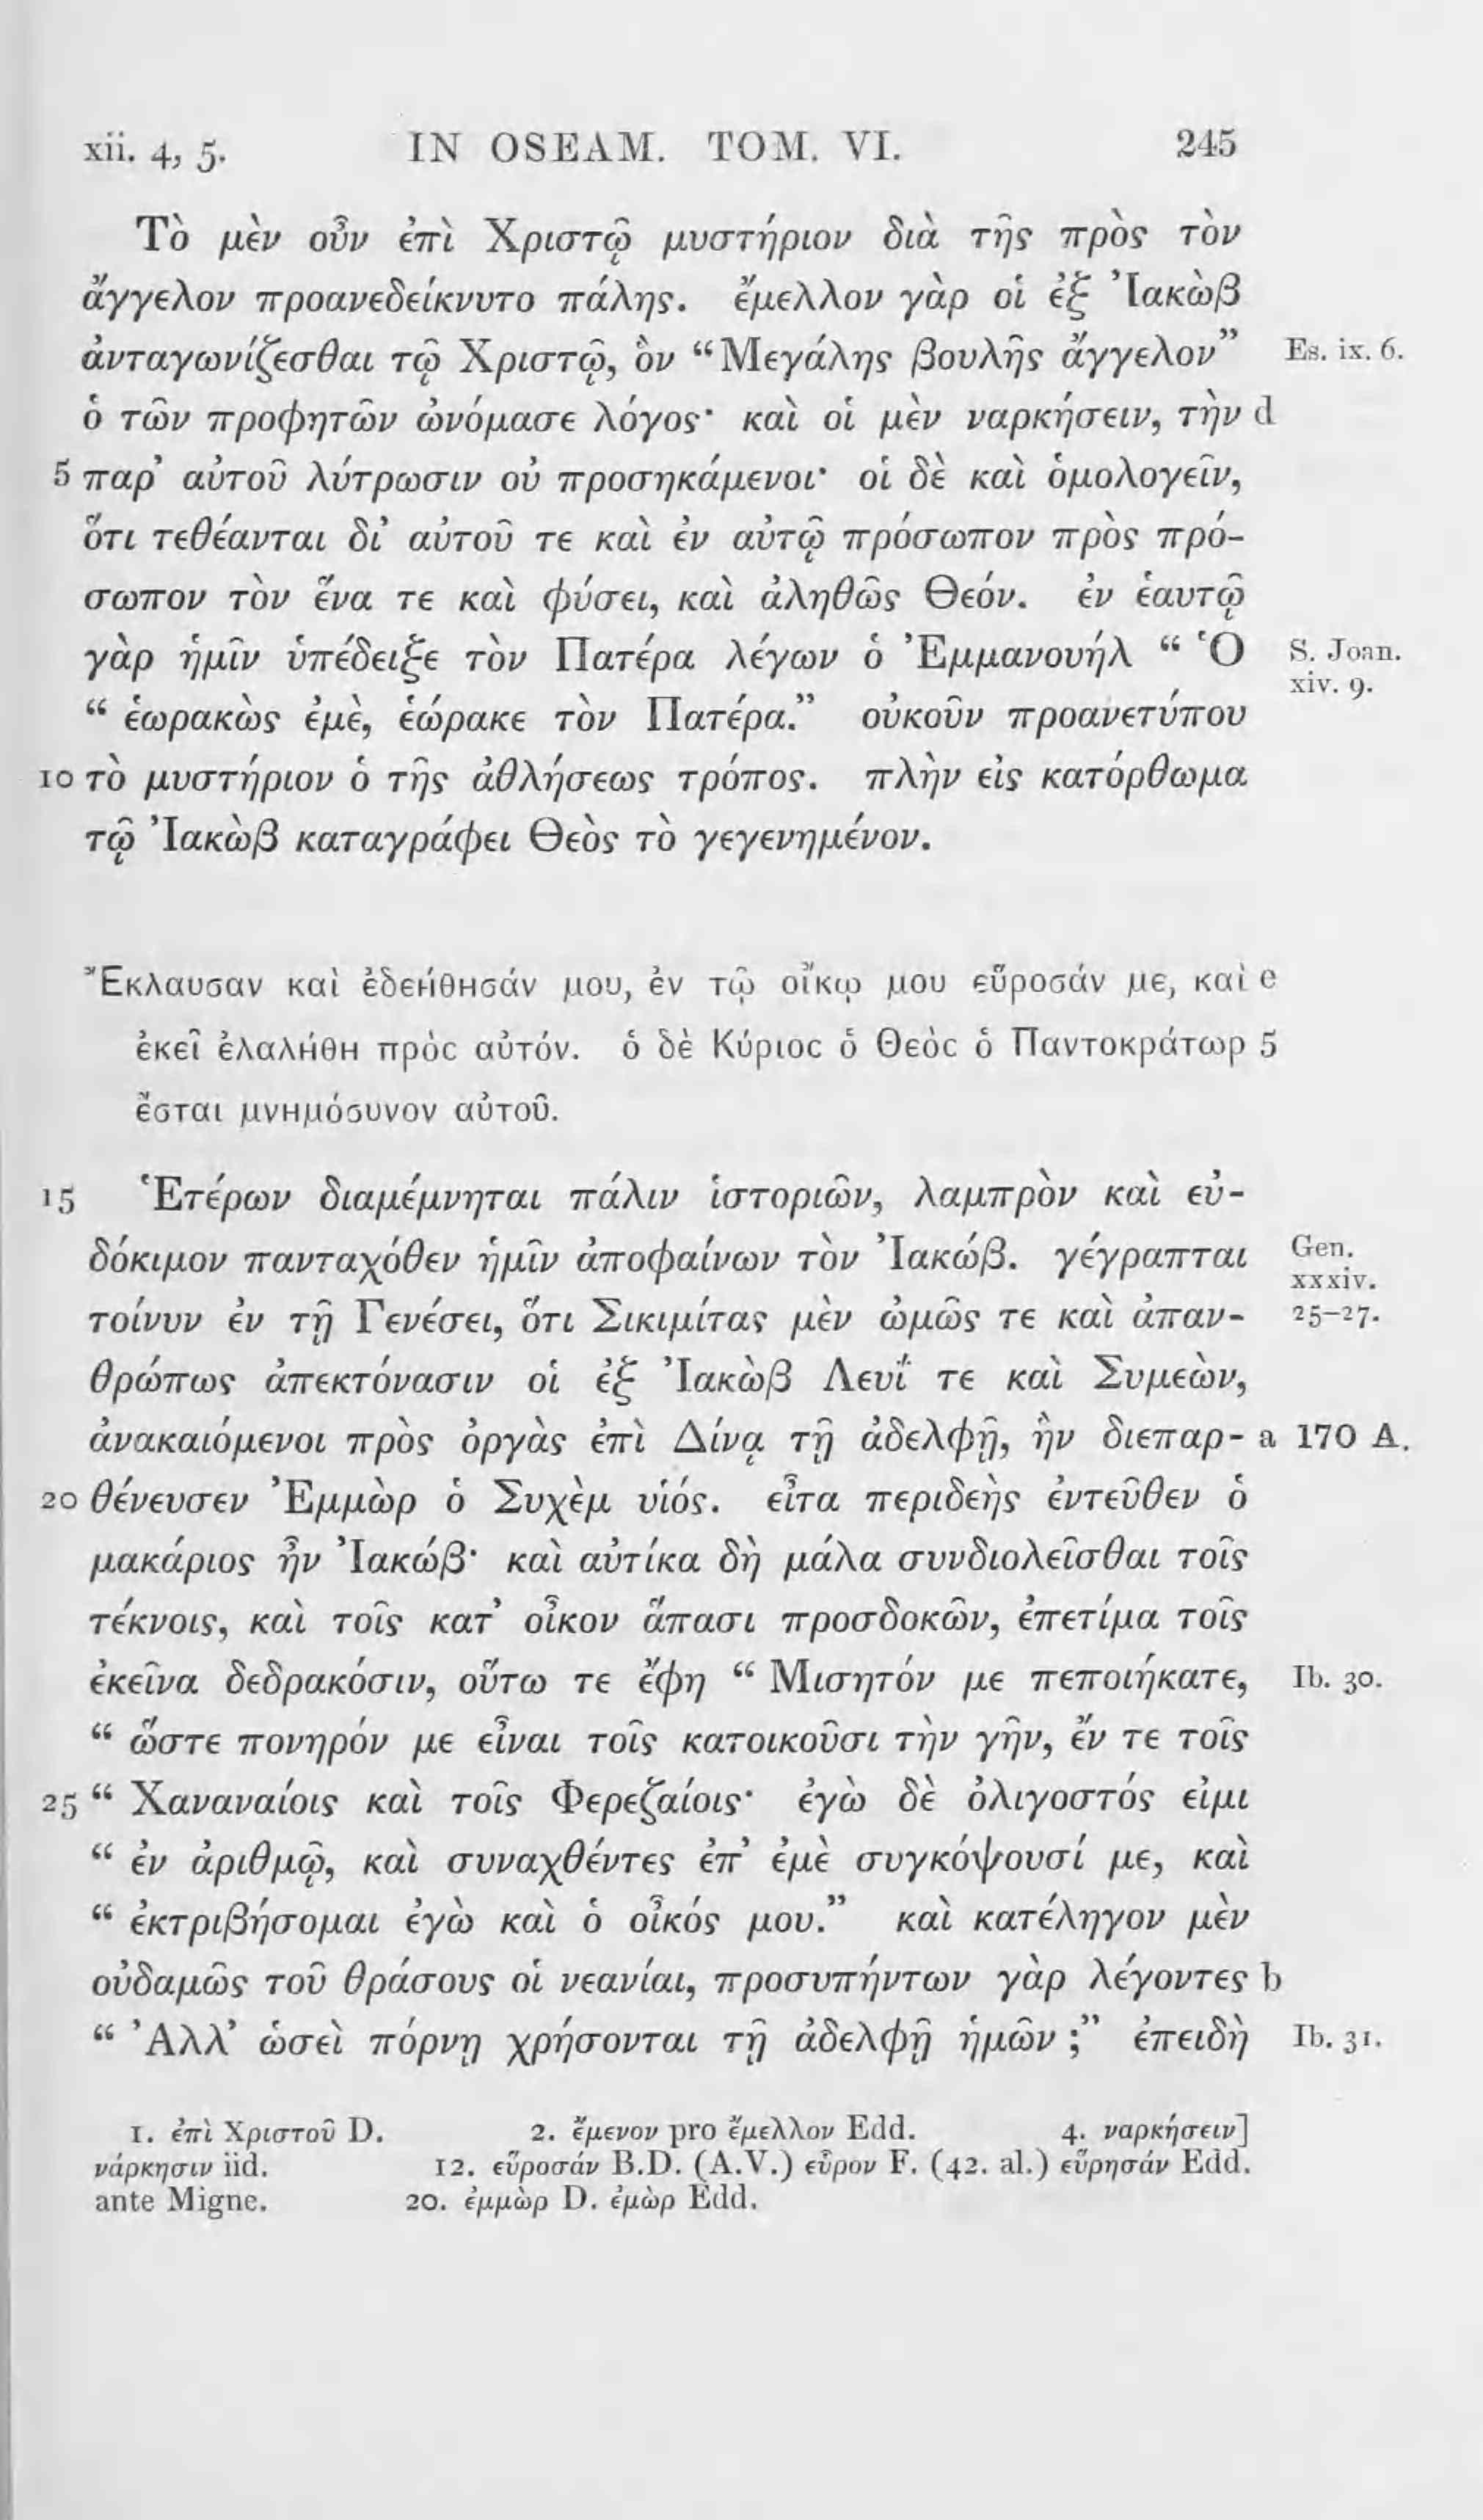 xii. 4, 5. IN OSEAM. TOM. VI. 245
Τὸ μὲν οὖν ἐπὶ Χριστῷ μυστήριον διὰ τῆς πρὸς τὸν
ἄγγελον προανεδείκνυτο πάλης. ἔμελλον γὰρ οἱ ἐξ Ἰακὼβ
ἀνταγωνίζεσθαι τῷ Χριστῷ, ὃν “Μεγάλης βουλῆς ἄγγελον” Es. ix. 6.
ὁ τῶν προφητῶν ὠνόμασε λόγος· καὶ οἱ μὲν ναρκήσειν, τὴν d
5 παρ’ αὐτοῦ λύτρωσιν οὐ προσηκάμενοι· οἱ δὲ καὶ ὁμολογεῖν,
ὅτι τεθέανται δι’ αὐτοῦ τε καὶ ἐν αὐτῷ πρόσωπον πρὸς πρό-
σωπον τὸν ἕνα τε καὶ φύσει, καὶ ἀληθῶς Θεόν. ἐν ἑαυτῷ
γὰρ ἡμῖν ὑπέδειξε τὸν Πατέρα λέγων ὁ Ἐμμανουήλ “ Ὁ S. Joan.
xiv. 9.
“ ἑωρακὼς ἐμὲ, ἑώρακε τὸν Πατέρα.” οὐκοῦν προανετύπου
10 τὸ μυστήριον ὁ τῆς ἀθλήσεως τρόπος. πλὴν εἰς κατόρθωμα
τῷ Ἰακὼβ καταγράφει Θεὸς τὸ γεγενημένον.
Ἔκλαυσαν καὶ ἐδεήθησάν μου, ἐν τῷ οἴκῳ μου εὕροσάν με, καὶ e
ἐκεῖ ἐλαλήθη πρὸς αὐτόν. ὁ δὲ Κύριος ὁ Θεὸς ὁ Παντοκράτωρ 5
ἔσται μνημόσυνον αὐτοῦ.
15 Ἑτέρων διαμέμνηται πάλιν ἱστοριῶν, λαμπρὸν καὶ εὐ-
δόκιμον πανταχόθεν ἡμῖν ἀποφαίνων τὸν Ἰακώβ. γέγραπται Gen.
xxxiv.
τοίνυν ἐν τῇ Γενέσει, ὅτι Σικιμίτας μὲν ὠμῶς τε καὶ ἀπαν- 25–27.
θρώπως ἀπεκτόνασιν οἱ ἐξ Ἰακὼβ Λευΐ τε καὶ Συμεὼν,
ἀνακαιόμενοι πρὸς ὀργὰς ἐπὶ Δίνᾳ τῇ ἀδελφῇ, ἣν διεπαρ- a 170 A.
20 θένευσεν Ἐμμὼρ ὁ Συχὲμ υἱός. εἶτα περιδεὴς ἐντεῦθεν ὁ
μακάριος ἦν Ἰακώβ· καὶ αὐτίκα δὴ μάλα συνδιολεῖσθαι τοῖς
τέκνοις, καὶ τοῖς κατ’ οἶκον ἅπασι προσδοκῶν, ἐπετίμα τοῖς
ἐκεῖνα δεδρακόσιν, οὕτω τε ἔφη “ Μισητόν με πεποιήκατε, Ib. 30.
“ ὥστε πονηρόν με εἶναι τοῖς κατοικοῦσι τὴν γῆν, ἔν τε τοῖς
25 “ Χαναναίοις καὶ τοῖς Φερεζαίοις· ἐγὼ δὲ ὀλιγοστός εἰμι
“ ἐν ἀριθμῷ, καὶ συναχθέντες ἐπ’ ἐμὲ συγκόψουσί με, καὶ
“ ἐκτριβήσομαι ἐγὼ καὶ ὁ οἶκός μου.” καὶ κατέληγον μὲν
οὐδαμῶς τοῦ θράσους οἱ νεανίαι, προσυπήντων γὰρ λέγοντες b
“ Ἀλλ’ ὡσεὶ πόρνῃ χρήσονται τῇ ἀδελφῇ ἡμῶν ;” ἐπειδὴ Ib. 31.
1. ἐπὶ Χριστοῦ D. 2. ἔμενον pro ἔμελλον Edd. 4. ναρκήσειν]
νάρκησιν iid. 12. εὕροσάν B.D. (A.V.) εὗρον F. (42. al.) εὕρησάν Edd.
ante Migne. 20. ἐμμὼρ D. ἐμὼρ Edd.